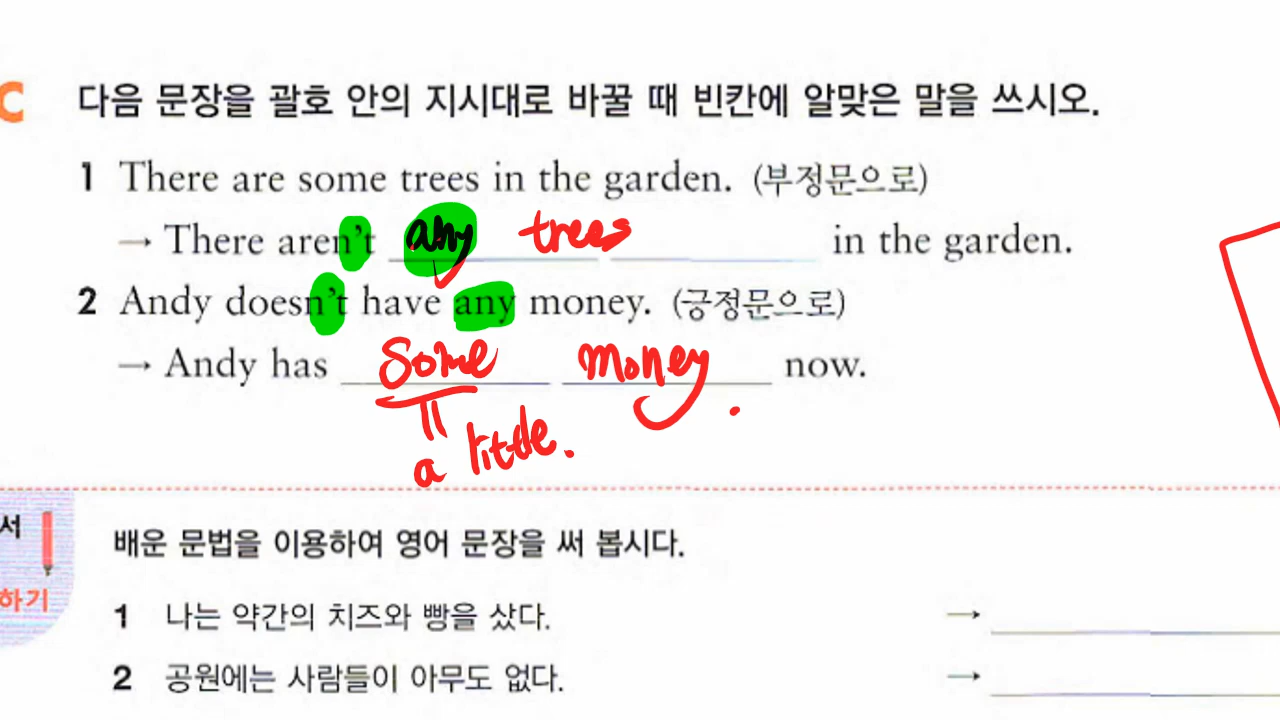 C 다음 문장을 괄호 안의 지시대로 바꿀 때 빈칸에 알맞은 말을 쓰시오.
1 There are some trees in the garden. (부정문으로)
→ There aren't any trees in the garden.
2 Andy doesn't have any money. (긍정문으로)
→ Andy has some money now.
a little.
서
배운 문법을 이용하여 영어 문장을 써 봅시다.
하기
1 나는 약간의 치즈와 빵을 샀다. →
2 공원에는 사람들이 아무도 없다. →